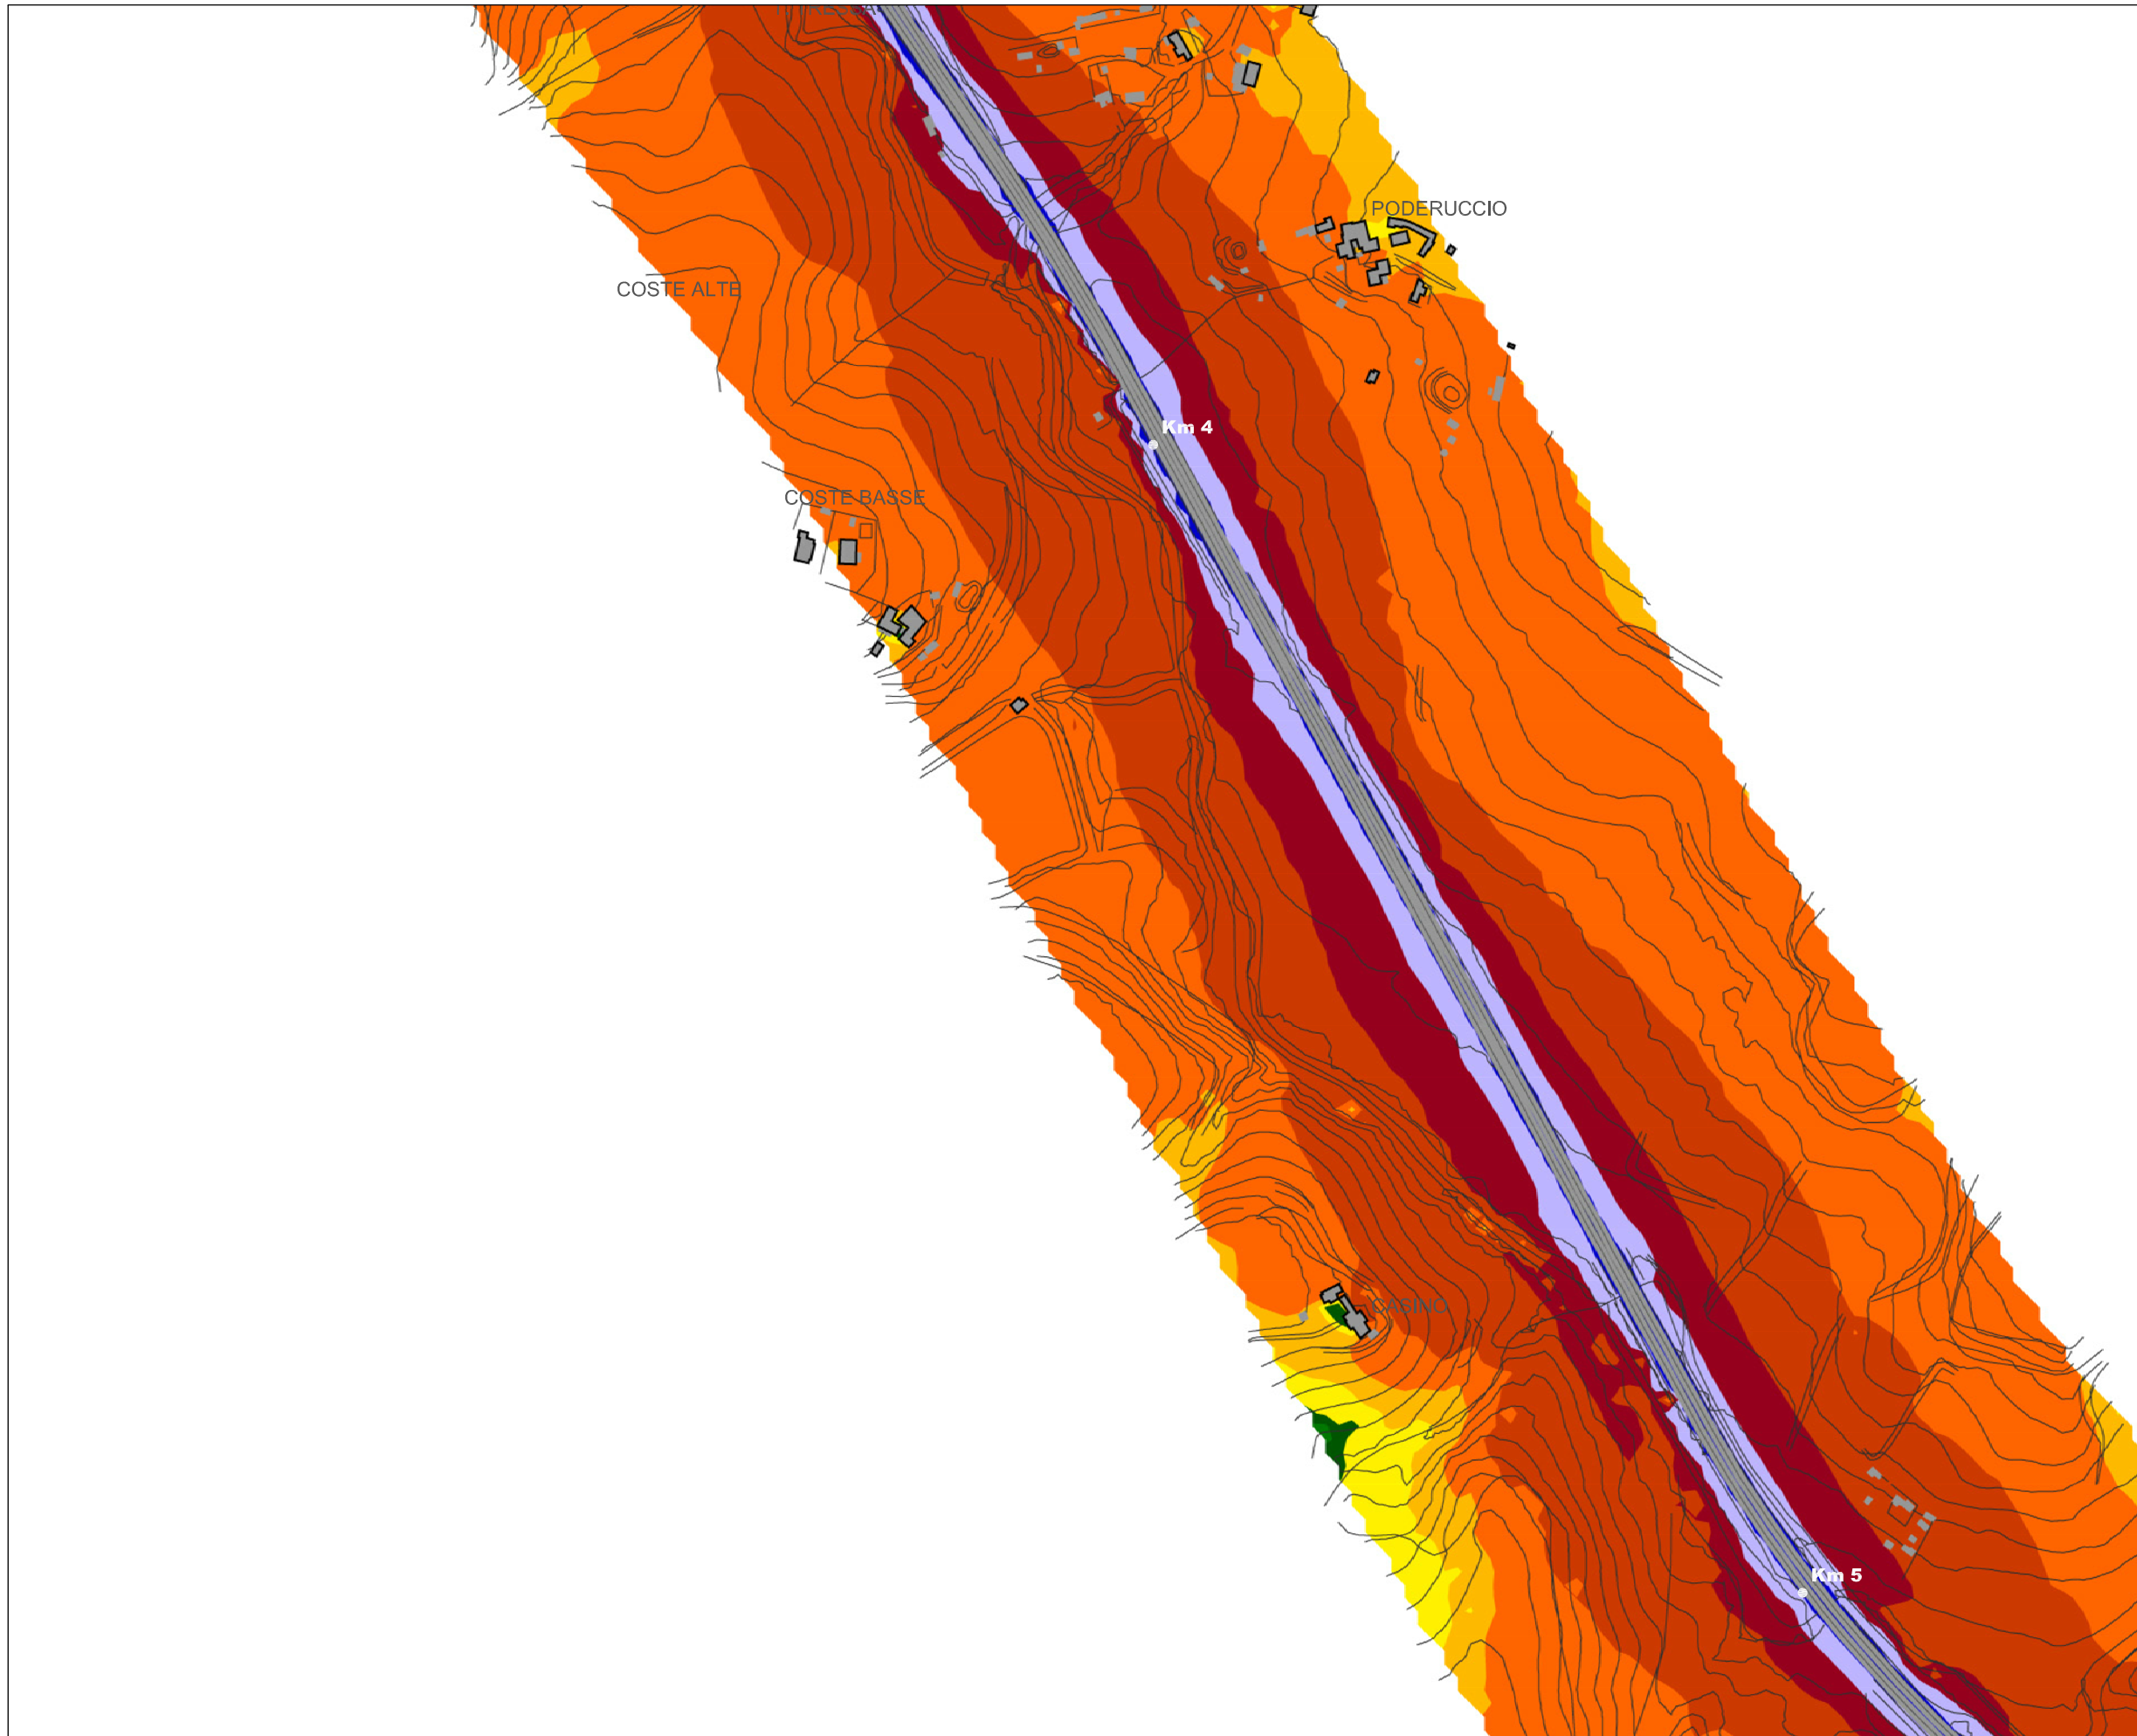 PODERUCCIO
COSTE ALTE
Km 4
COSTE BASSE
CASINO
Km 5